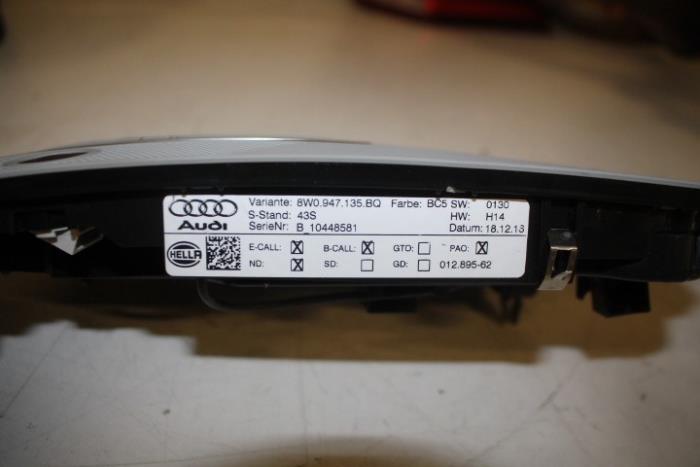 Variante: 8W0.947.135.BQ Farbe: BC5 SW: 0130
S-Stand: 43S HW: H14
Audi SerieNr: B_10448581 Datum: 18.12.13
HELLA E-CALL: X B-CALL: X GTO: PAO: X
ND: X SD: GD: 012.895-62